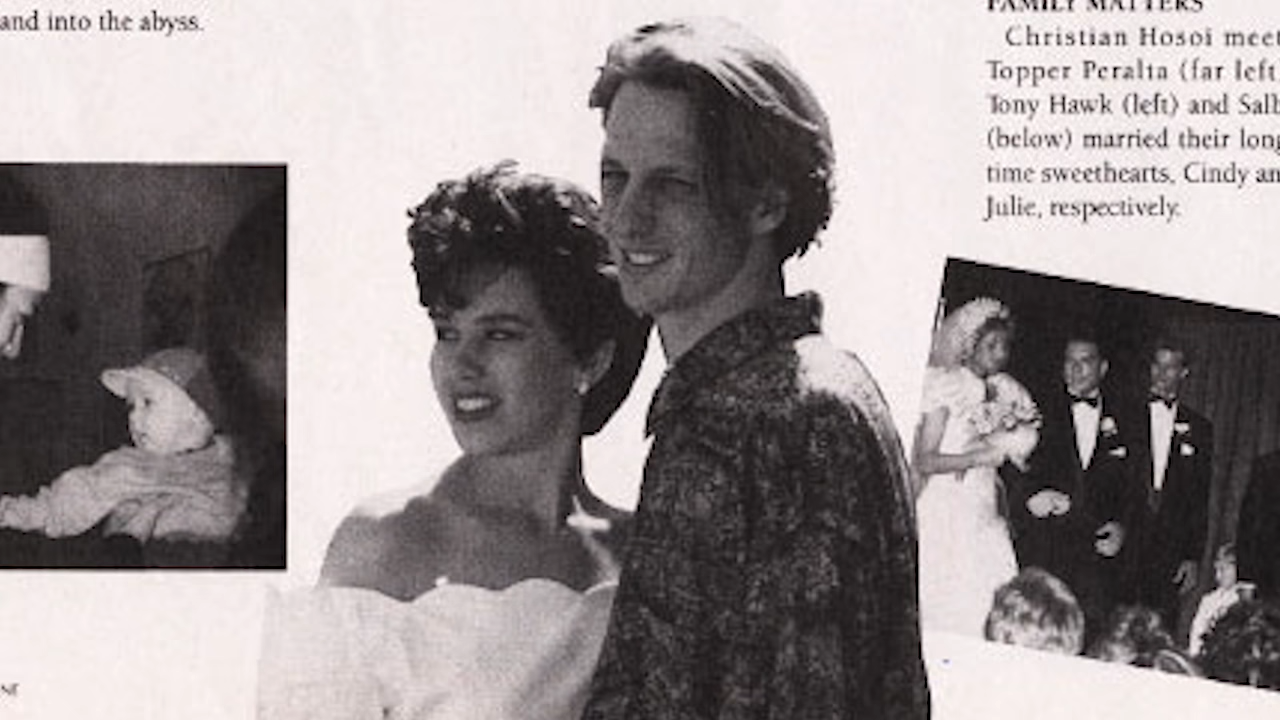 and into the abyss.
FAMILY MATTERS
Christian Hosoi meet
Topper Peralta (far left)
Tony Hawk (left) and Salb
(below) married their long
time sweethearts, Cindy an
Julie, respectively.